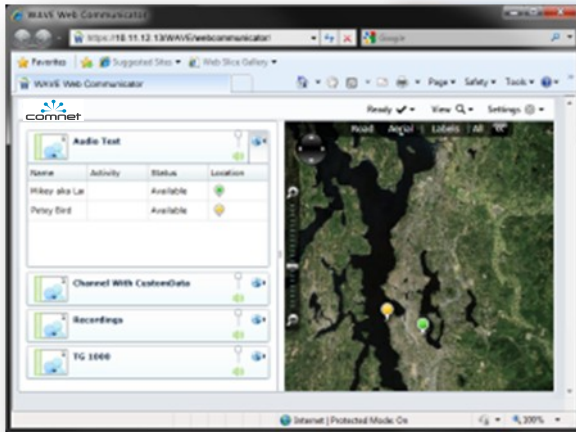 WAVE Web Communicator
https://10.11.12.13/WAVE/webcommunicator/
Google
Favorites
Suggested Sites
Web Slice Gallery
WAVE Web Communicator
Page
Safety
Tools
comnet
Ready
View
Settings
Audio Test
Name Activity Status Location
Mikey aka La
Available
Petey Bird
Available
Channel With CustomData
Recordings
TG 1000
Road Aerial | Labels | All
Internet | Protected Mode: On
100%